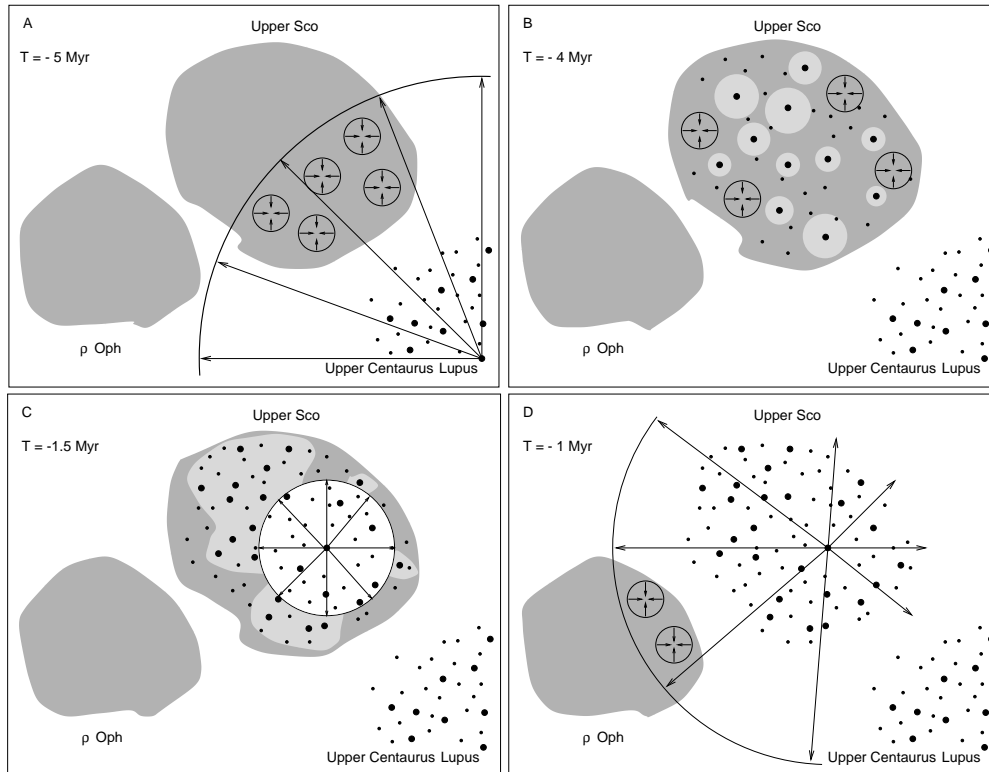 A
Upper Sco
T = - 5 Myr
ρ Oph
Upper Centaurus Lupus
B
Upper Sco
T = - 4 Myr
ρ Oph
Upper Centaurus Lupus
C
Upper Sco
T = -1.5 Myr
ρ Oph
Upper Centaurus Lupus
D
Upper Sco
T = - 1 Myr
ρ Oph
Upper Centaurus Lupus